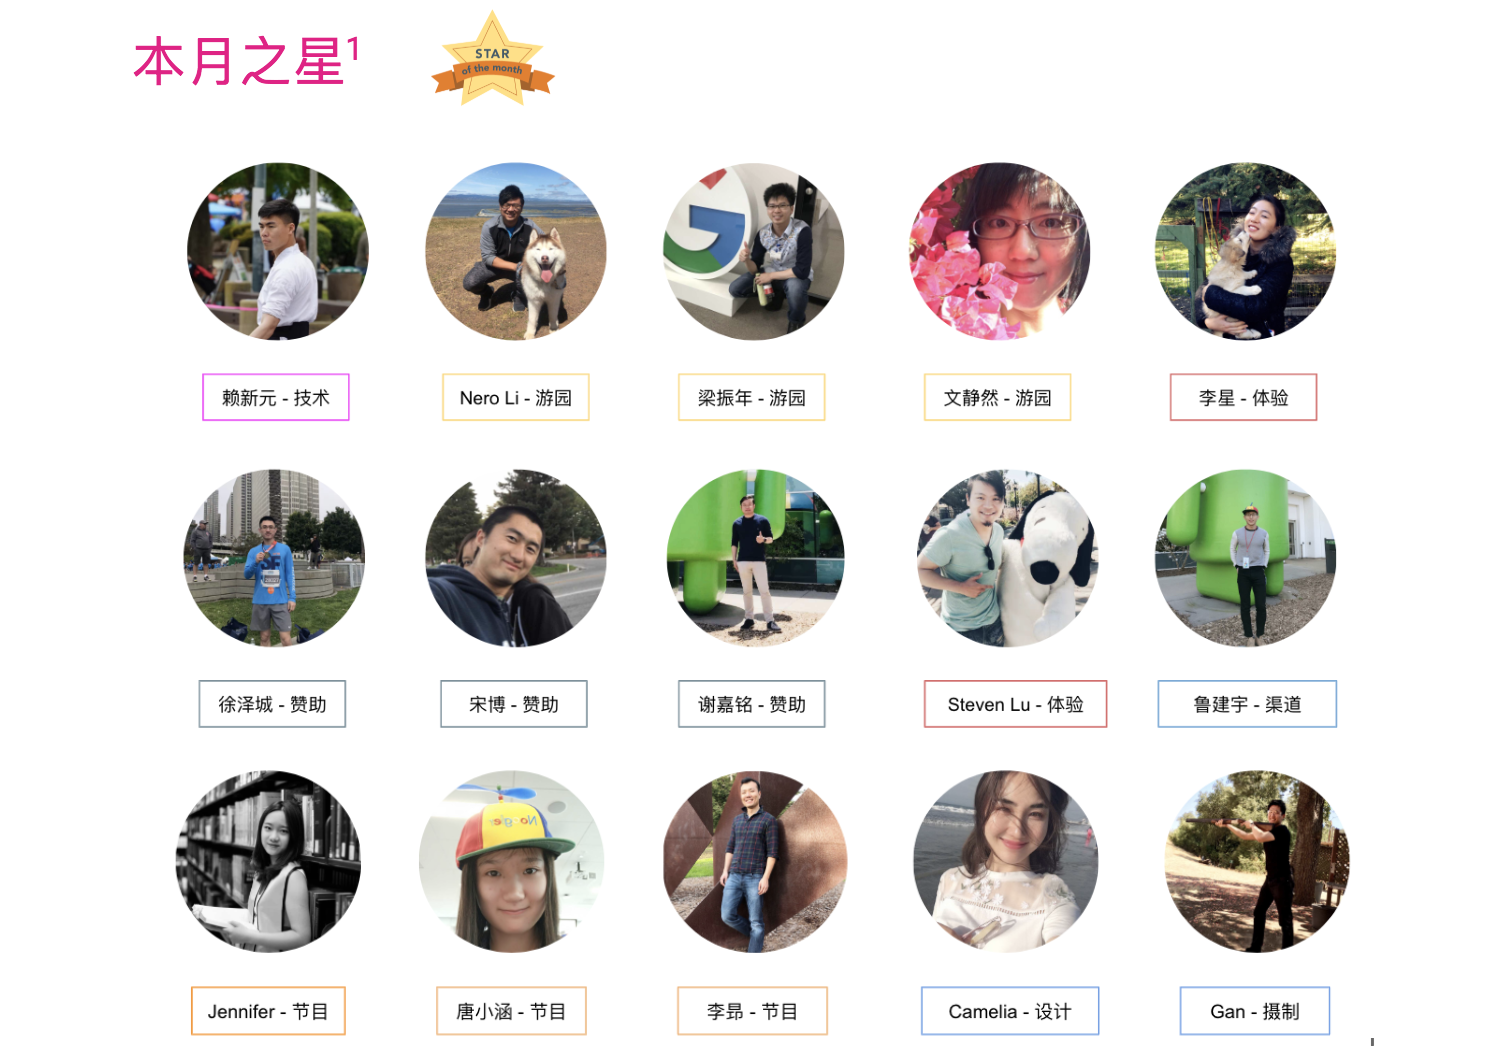 本月之星1
STAR
of the month
赖新元 - 技术
Nero Li - 游园
梁振年 - 游园
文静然 - 游园
李星 - 体验
徐泽城 - 赞助
宋博 - 赞助
谢嘉铭 - 赞助
Steven Lu - 体验
鲁建宇 - 渠道
Jennifer - 节目
唐小涵 - 节目
李昂 - 节目
Camelia - 设计
Gan - 摄制